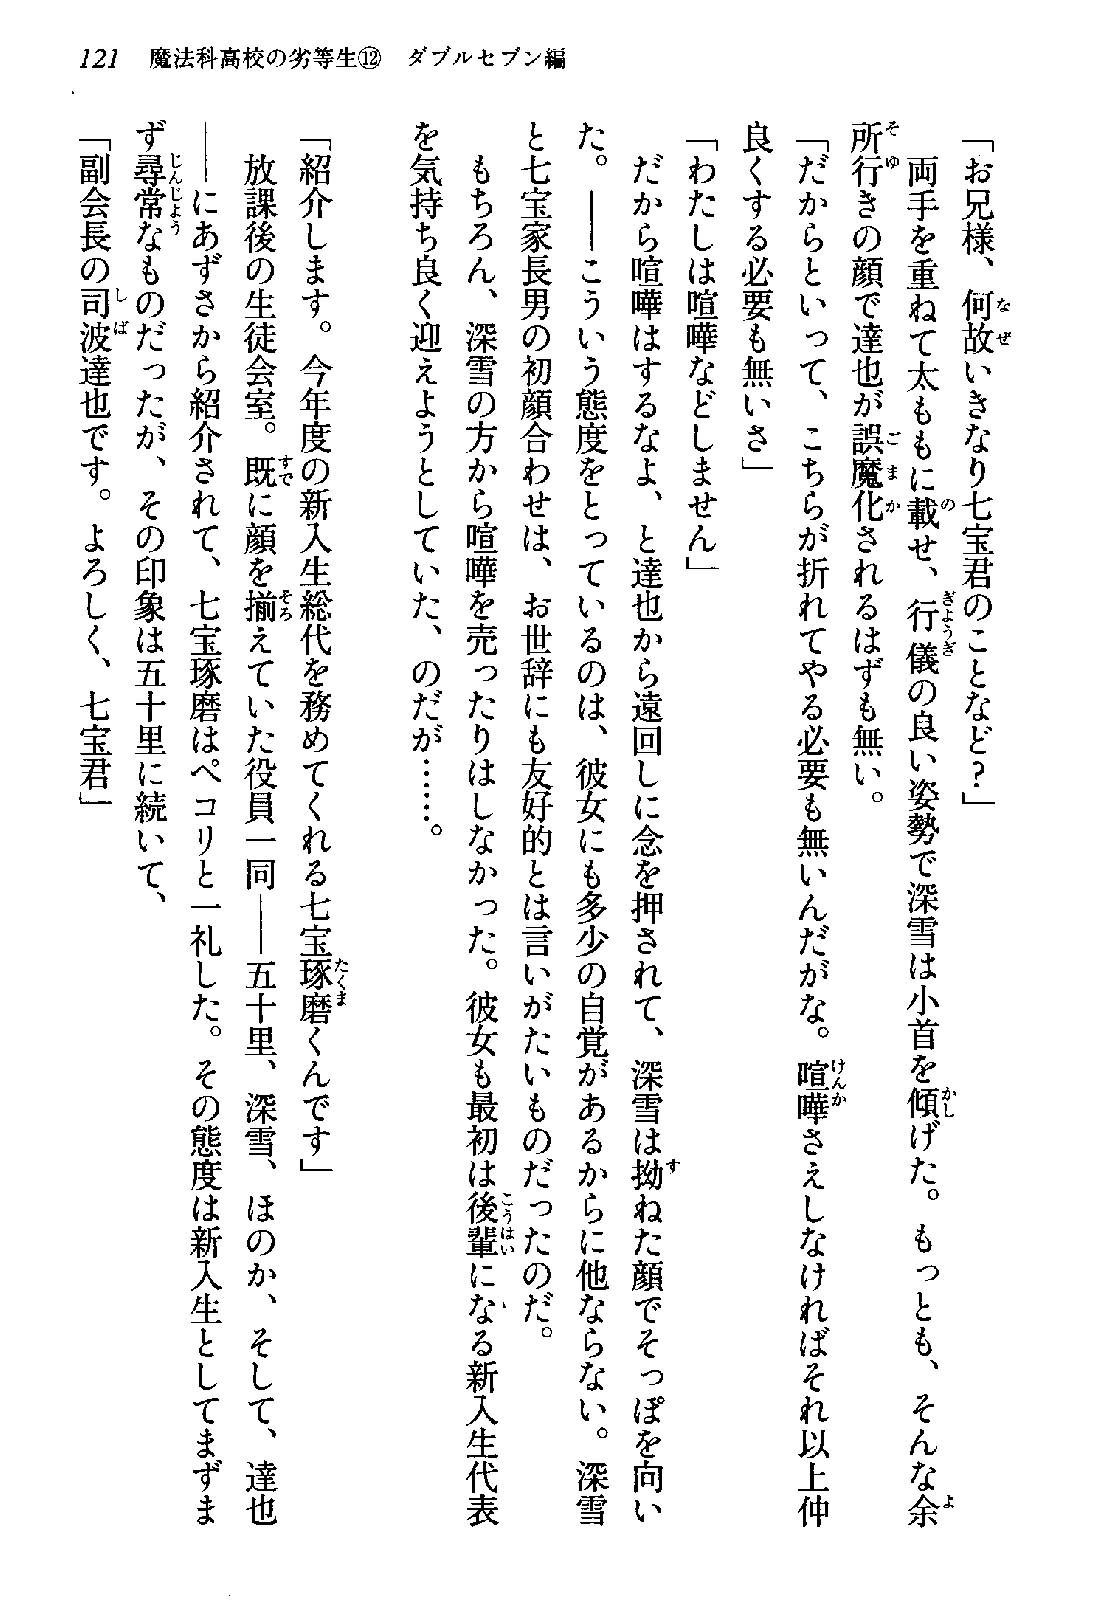 121　魔法科高校の劣等生⑫　ダブルセブン編
「お兄様、何故いきなり七宝君のことなど？」
　両手を重ねて太ももに載せ、行儀の良い姿勢で深雪は小首を傾げた。もっとも、そんな余
所行きの顔で達也が誤魔化されるはずも無い。
「だからといって、こちらが折れてやる必要も無いんだがな。喧嘩さえしなければそれ以上仲
良くする必要も無いさ」
「わたしは喧嘩などしません」
　だから喧嘩はするなよ、と達也から遠回しに念を押されて、深雪は拗ねた顔でそっぽを向い
た。――こういう態度をとっているのは、彼女にも多少の自覚があるからに他ならない。深雪
と七宝家長男の初顔合わせは、お世辞にも友好的とは言いがたいものだったのだ。
　もちろん、深雪の方から喧嘩を売ったりはしなかった。彼女も最初は後輩になる新入生代表
を気持ち良く迎えようとしていた、のだが……。
「紹介します。今年度の新入生総代を務めてくれる七宝琢磨くんです」
　放課後の生徒会室。既に顔を揃えていた役員一同――五十里、深雪、ほのか、そして、達也
――にあずさから紹介されて、七宝琢磨はペコリと一礼した。その態度は新入生としてまずま
ず尋常なものだったが、その印象は五十里に続いて、
「副会長の司波達也です。よろしく、七宝君」